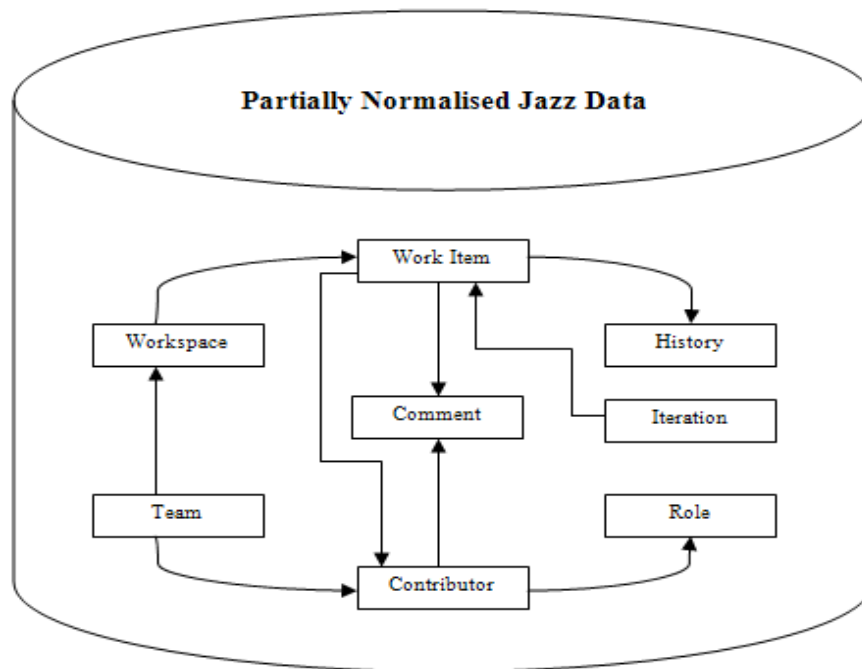 Partially Normalised Jazz Data
Work Item
Workspace
History
Comment
Iteration
Team
Role
Contributor